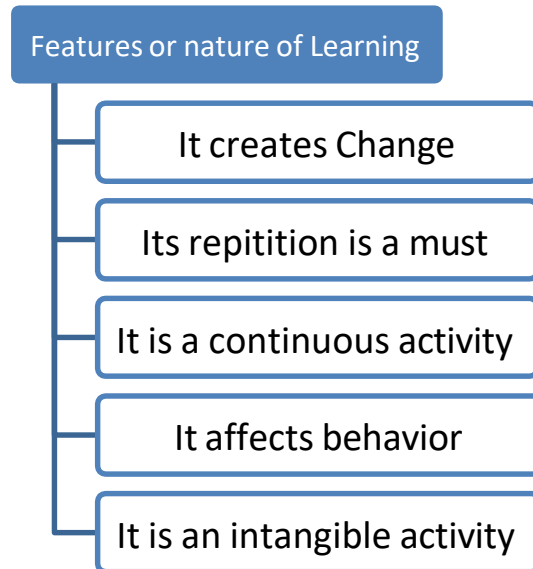 Features or nature of Learning
It creates Change
Its repitition is a must
It is a continuous activity
It affects behavior
It is an intangible activity